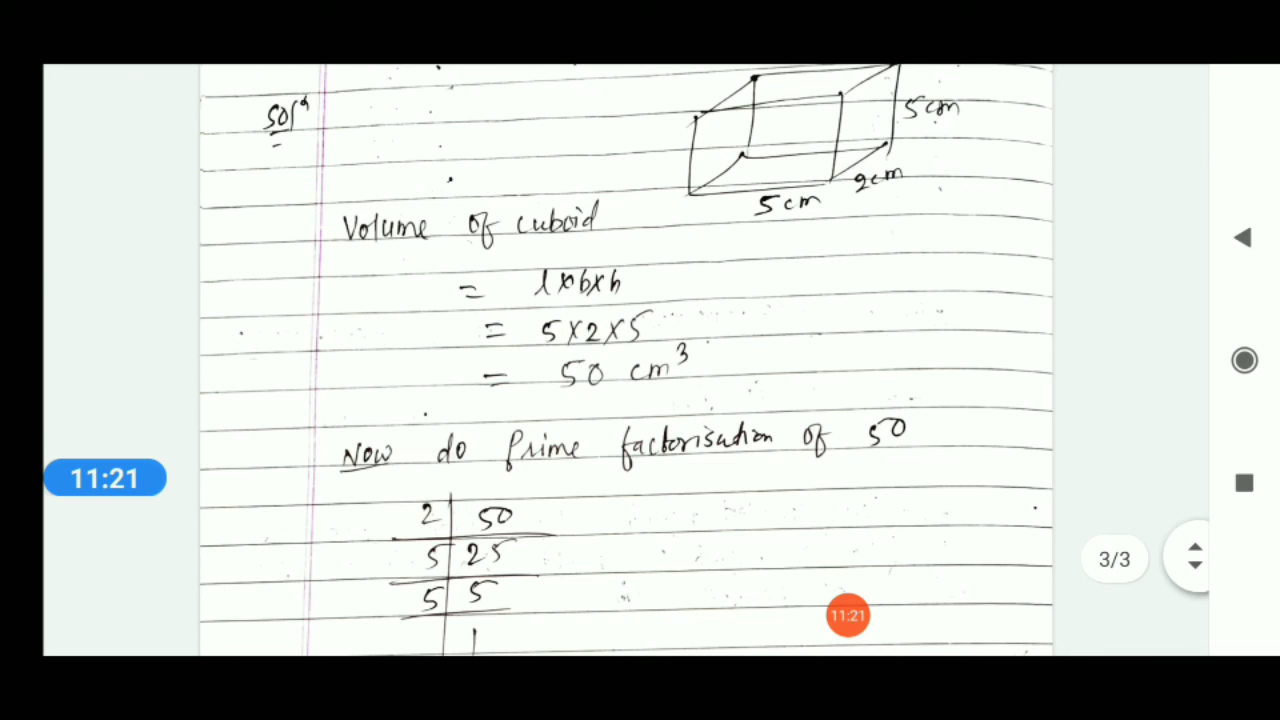 Solⁿ
5cm
2cm
5cm
Volume of cuboid
= l×b×h
= 5×2×5
= 50 cm³
Now do Prime factorisation of 50
11:21
2 | 50
5 | 25
5 | 5
1
3/3
11:21